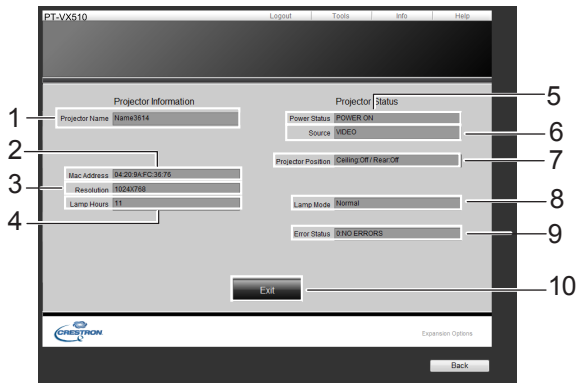 PT-VX510 Logout Tools Info Help
Projector Information
Projector Status
1 Projector Name Name3614
Power Status POWER ON 5
Source VIDEO 6
Projector Position Ceiling:Off / Rear:Off 7
2
Mac Address 04:20:9A:FC:36:76
3 Resolution 1024X768
Lamp Hours 11
4
Lamp Mode Normal 8
Error Status 0:NO ERRORS 9
Exit 10
CRESTRON
Expansion Options
Back